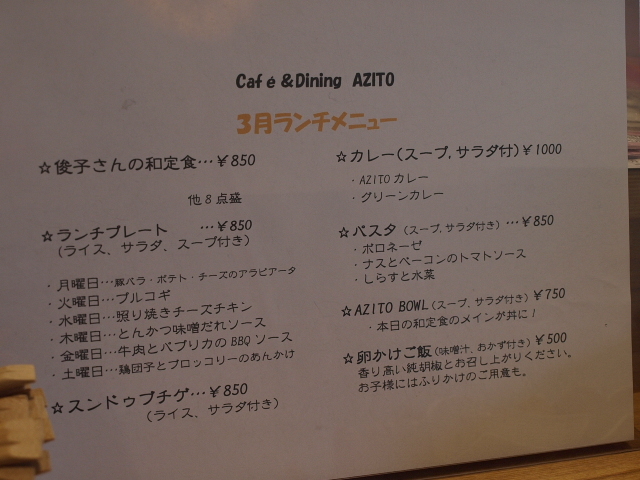 Café &Dining AZITO
3月ランチメニュー
☆俊子さんの和定食…￥850
他8点盛
☆ランチプレート …￥850
(ライス、サラダ、スープ付き)
・月曜日…豚バラ・ポテト・チーズのアラビアータ
・火曜日…プルコギ
・水曜日…照り焼きチーズチキン
・木曜日…とんかつ味噌だれソース
・金曜日…牛肉とパプリカのBBQソース
・土曜日…鶏団子とブロッコリーのあんかけ
☆スンドゥブチゲ…￥850
(ライス、サラダ付き)
☆カレー(スープ,サラダ付)￥1000
・AZITOカレー
・グリーンカレー
☆パスタ (スープ,サラダ付き)…￥850
・ボロネーゼ
・ナスとベーコンのトマトソース
・しらすと水菜
☆AZITO BOWL(スープ、サラダ付き)￥750
・本日の和定食のメインが丼に!
☆卵かけご飯(味噌汁、おかず付き)￥500
香り高い純胡椒とお召し上がりください。
お子様にはふりかけのご用意も。